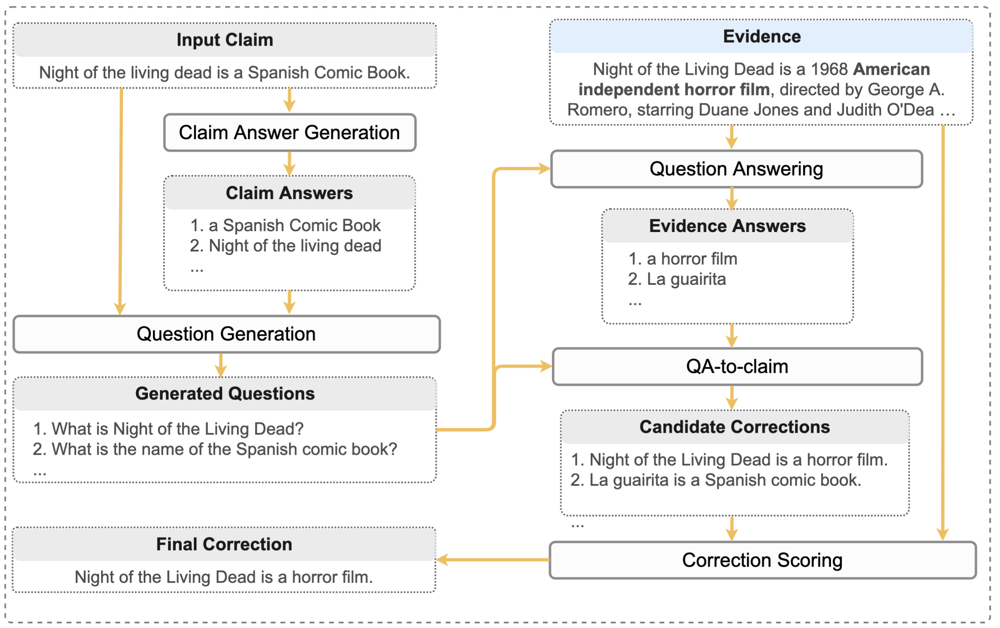 Input Claim
Night of the living dead is a Spanish Comic Book.
Claim Answer Generation
Claim Answers
1. a Spanish Comic Book
2. Night of the living dead
...
Question Generation
Generated Questions
1. What is Night of the Living Dead?
2. What is the name of the Spanish comic book?
...
Evidence
Night of the Living Dead is a 1968 American
independent horror film, directed by George A.
Romero, starring Duane Jones and Judith O'Dea ...
Question Answering
Evidence Answers
1. a horror film
2. La guairita
...
QA-to-claim
Candidate Corrections
1. Night of the Living Dead is a horror film.
2. La guairita is a Spanish comic book.
...
Correction Scoring
Final Correction
Night of the Living Dead is a horror film.